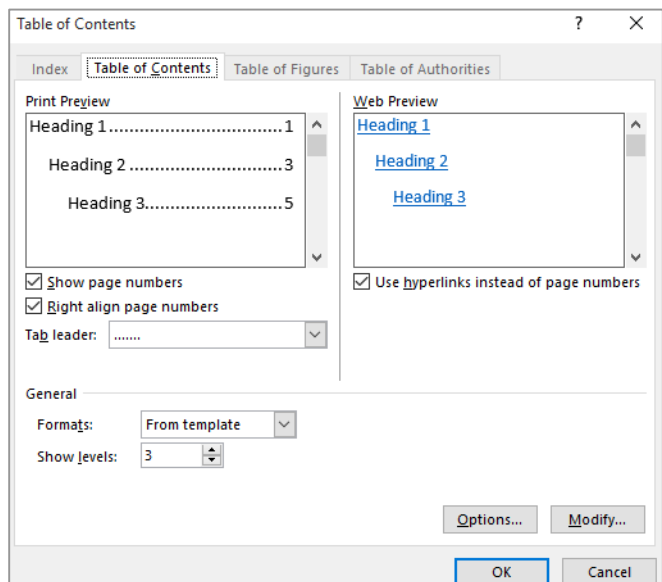 Table of Contents ? ×
Index Table of Contents Table of Figures Table of Authorities
Print Preview
Heading 1..................................1
Heading 2 ..............................3
Heading 3...........................5
Web Preview
Heading 1
Heading 2
Heading 3
Show page numbers
Right align page numbers
Tab leader: .......
Use hyperlinks instead of page numbers
General
Formats: From template
Show levels: 3
Options... Modify...
OK Cancel